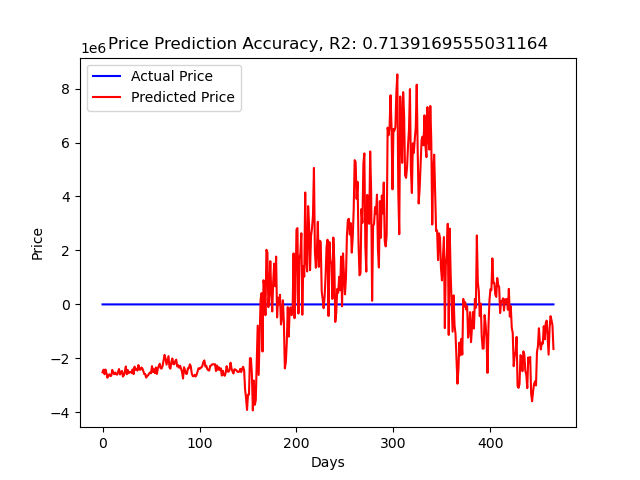 Price Prediction Accuracy, R2: 0.7139169555031164
1e6
Actual Price
Predicted Price
8
6
4
2
0
−2
−4
Price
0 100 200 300 400
Days